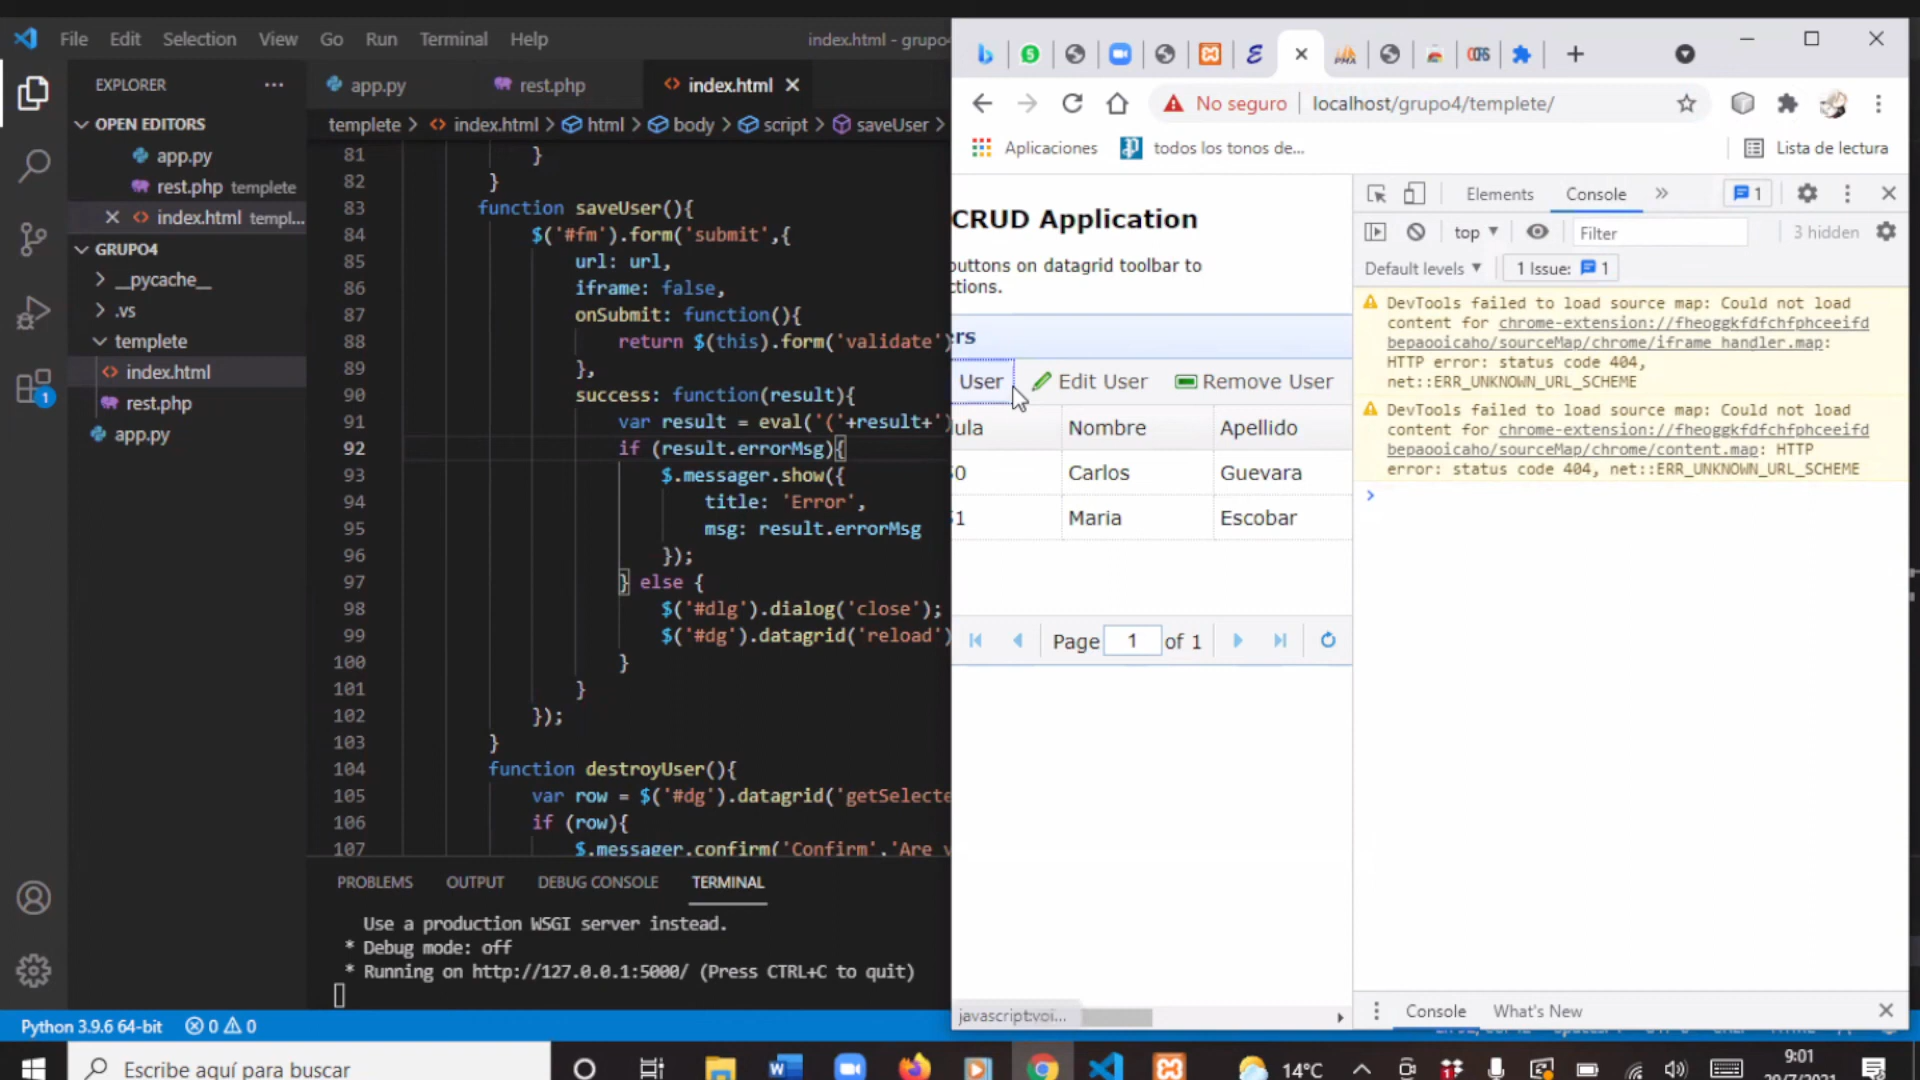 File Edit Selection View Go Run Terminal Help index.html - grupo4
EXPLORER
OPEN EDITORS
app.py
rest.php templete
index.html templ...
GRUPO4
__pycache__
.vs
templete
index.html
rest.php
app.py
app.py rest.php index.html
templete > index.html > html > body > script > saveUser >
81 }
82 }
83 function saveUser(){
84 $('#fm').form('submit',{
85 url: url,
86 iframe: false,
87 onSubmit: function(){
88 return $(this).form('validate')
89 },
90 success: function(result){
91 var result = eval('('+result+')
92 if (result.errorMsg){
93 $.messager.show({
94 title: 'Error',
95 msg: result.errorMsg
96 });
97 } else {
98 $('#dlg').dialog('close');
99 $('#dg').datagrid('reload')
100 }
101 }
102 });
103 }
104 function destroyUser(){
105 var row = $('#dg').datagrid('getSelecte
106 if (row){
107 $.messager.confirm('Confirm','Are
PROBLEMS OUTPUT DEBUG CONSOLE TERMINAL
Use a production WSGI server instead.
* Debug mode: off
* Running on http://127.0.0.1:5000/ (Press CTRL+C to quit)
Python 3.9.6 64-bit 0 0
No seguro localhost/grupo4/templete/
Aplicaciones todos los tonos de... Lista de lectura
CRUD Application
buttons on datagrid toolbar to
ctions.
ers
User Edit User Remove User
ula Nombre Apellido
Carlos Guevara
1 Maria Escobar
Page 1 of 1
javascript:voi...
Elements Console 1
top Filter 3 hidden
Default levels 1 Issue: 1
DevTools failed to load source map: Could not load
content for chrome-extension://fheoggkfdfchfphceeifd
bepaooicaho/sourceMap/chrome/iframe_handler.map:
HTTP error: status code 404,
net::ERR_UNKNOWN_URL_SCHEME
DevTools failed to load source map: Could not load
content for chrome-extension://fheoggkfdfchfphceeifd
bepaooicaho/sourceMap/chrome/content.map: HTTP
error: status code 404, net::ERR_UNKNOWN_URL_SCHEME
Console What's New
Escribe aquí para buscar
14°C
9:01